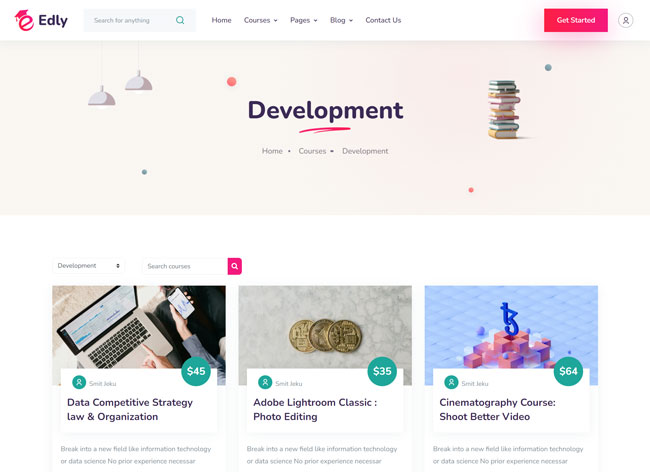 Edly
Search for anything
Home
Courses
Pages
Blog
Contact Us
Get Started
Development
Home • Courses Development
Development
Search courses
$45
$35
$64
Smit Jeku
Smit Jeku
Smit Jeku
Data Competitive Strategy
law & Organization
Adobe Lightroom Classic :
Photo Editing
Cinematography Course:
Shoot Better Video
Break into a new field like information technology
or data science No prior experience necessar
Break into a new field like information technology
or data science No prior experience necessar
Break into a new field like information technology
or data science No prior experience necessar